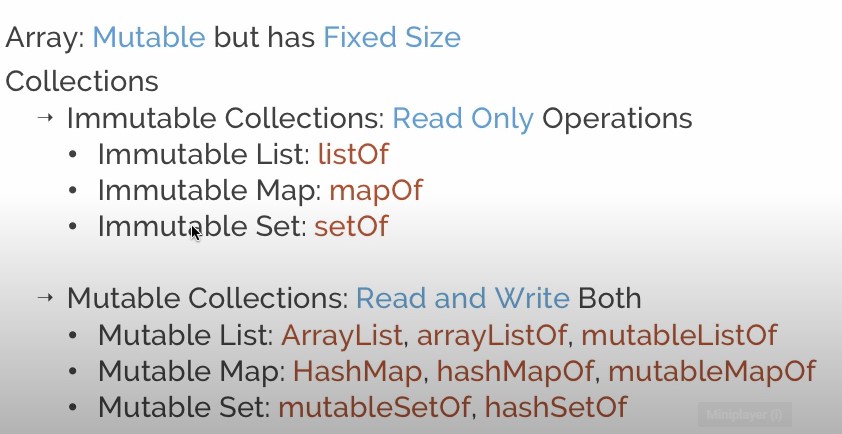 Array: Mutable but has Fixed Size
Collections
→ Immutable Collections: Read Only Operations
• Immutable List: listOf
• Immutable Map: mapOf
• Immutable Set: setOf
→ Mutable Collections: Read and Write Both
• Mutable List: ArrayList, arrayListOf, mutableListOf
• Mutable Map: HashMap, hashMapOf, mutableMapOf
• Mutable Set: mutableSetOf, hashSetOf
Miniplayer (i)